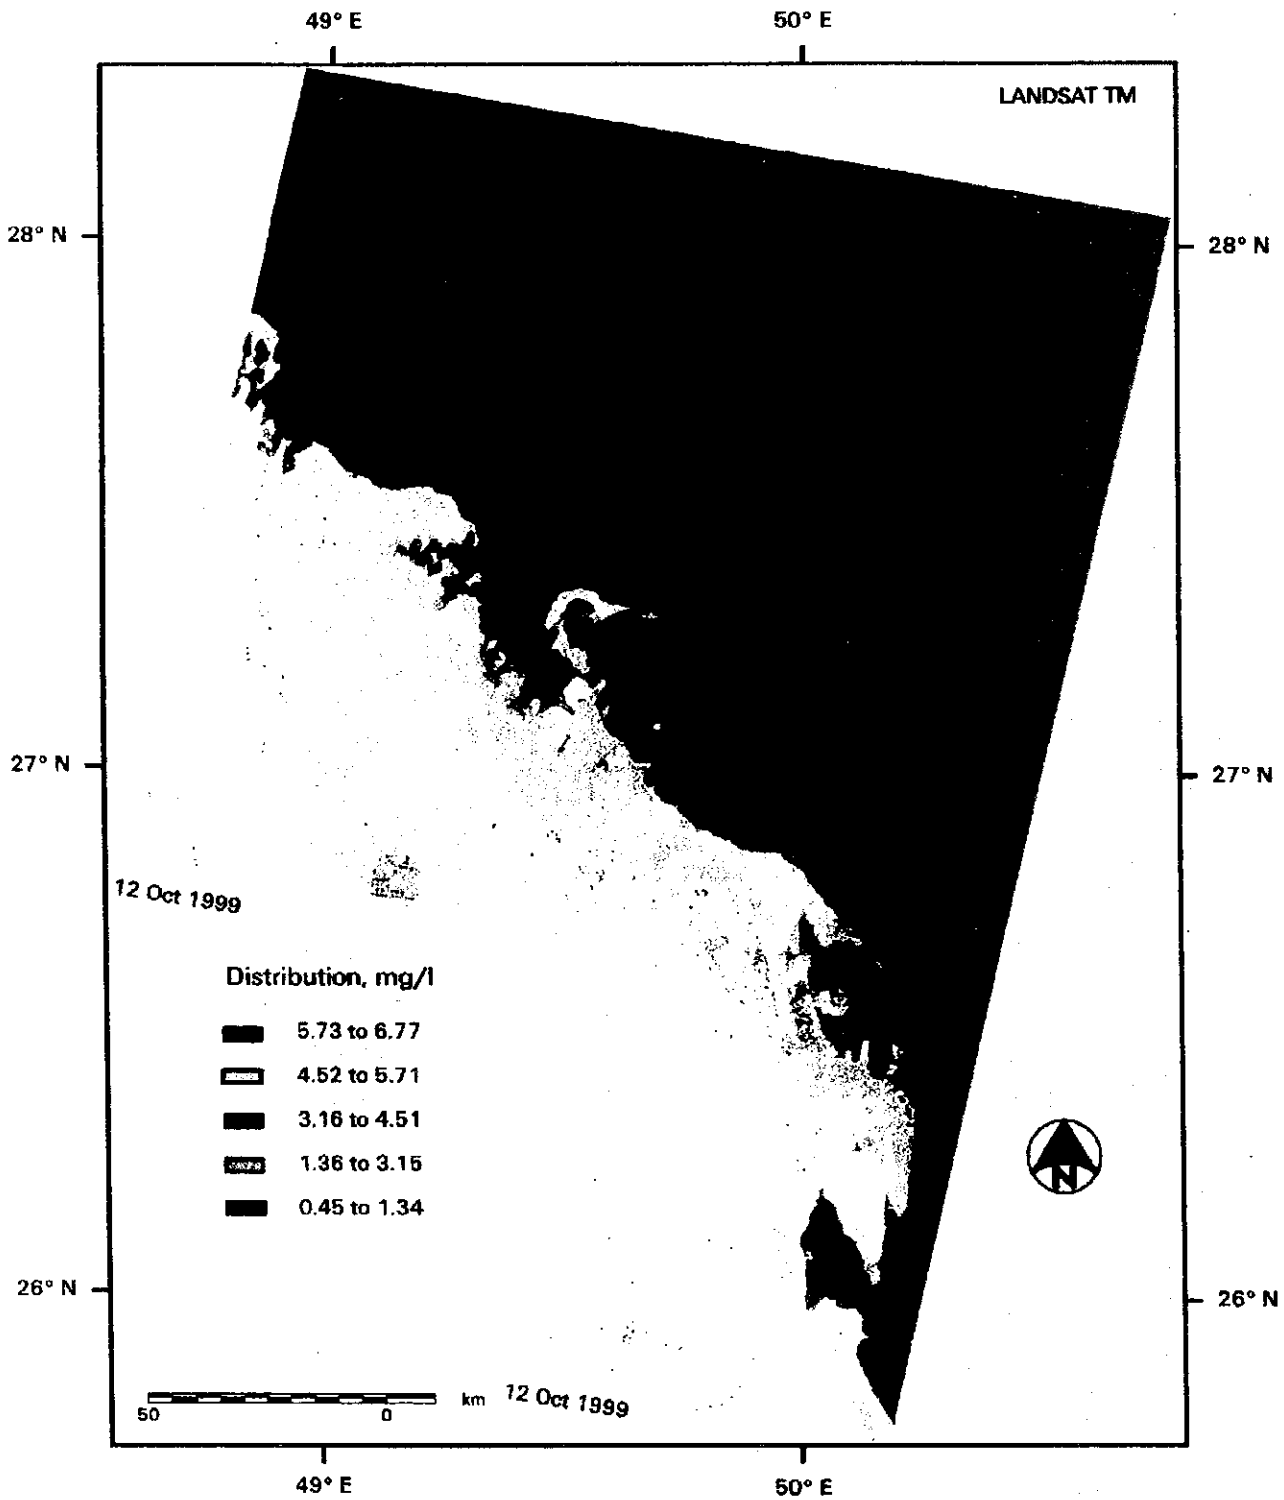 49° E 50° E
LANDSAT TM
28° N 28° N
27° N 27° N
12 Oct 1999
Distribution, mg/l
5.73 to 6.77
4.52 to 5.71
3.16 to 4.51
1.36 to 3.15
0.45 to 1.34
N
26° N 26° N
50 0 km 12 Oct 1999
49° E 50° E